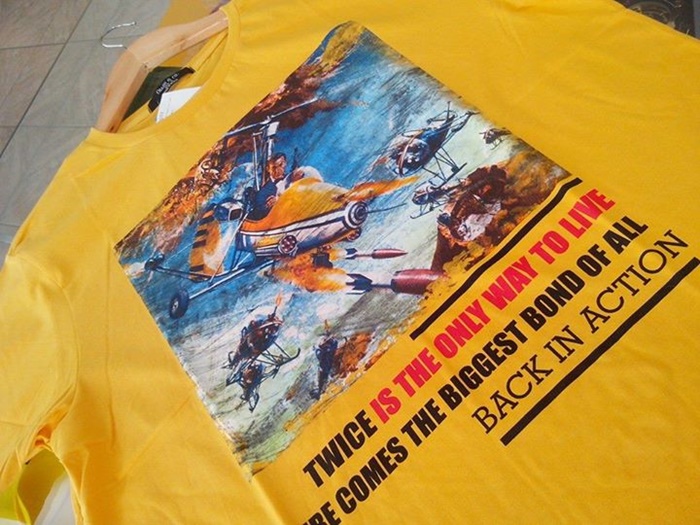 TWICE IS THE ONLY WAY TO LIVE
RE COMES THE BIGGEST BOND OF ALL
BACK IN ACTION